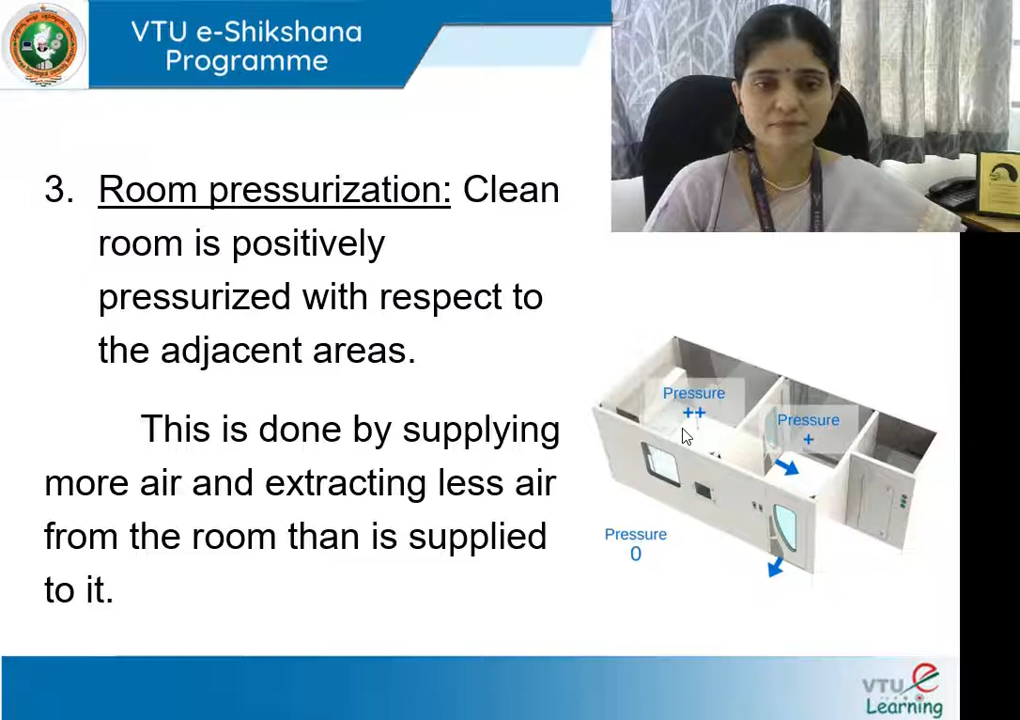 VTU e-Shikshana
Programme
3. Room pressurization: Clean
room is positively
pressurized with respect to
the adjacent areas.
This is done by supplying
more air and extracting less air
from the room than is supplied
to it.
Pressure
++
Pressure
+
Pressure
0
VTU e
Learning